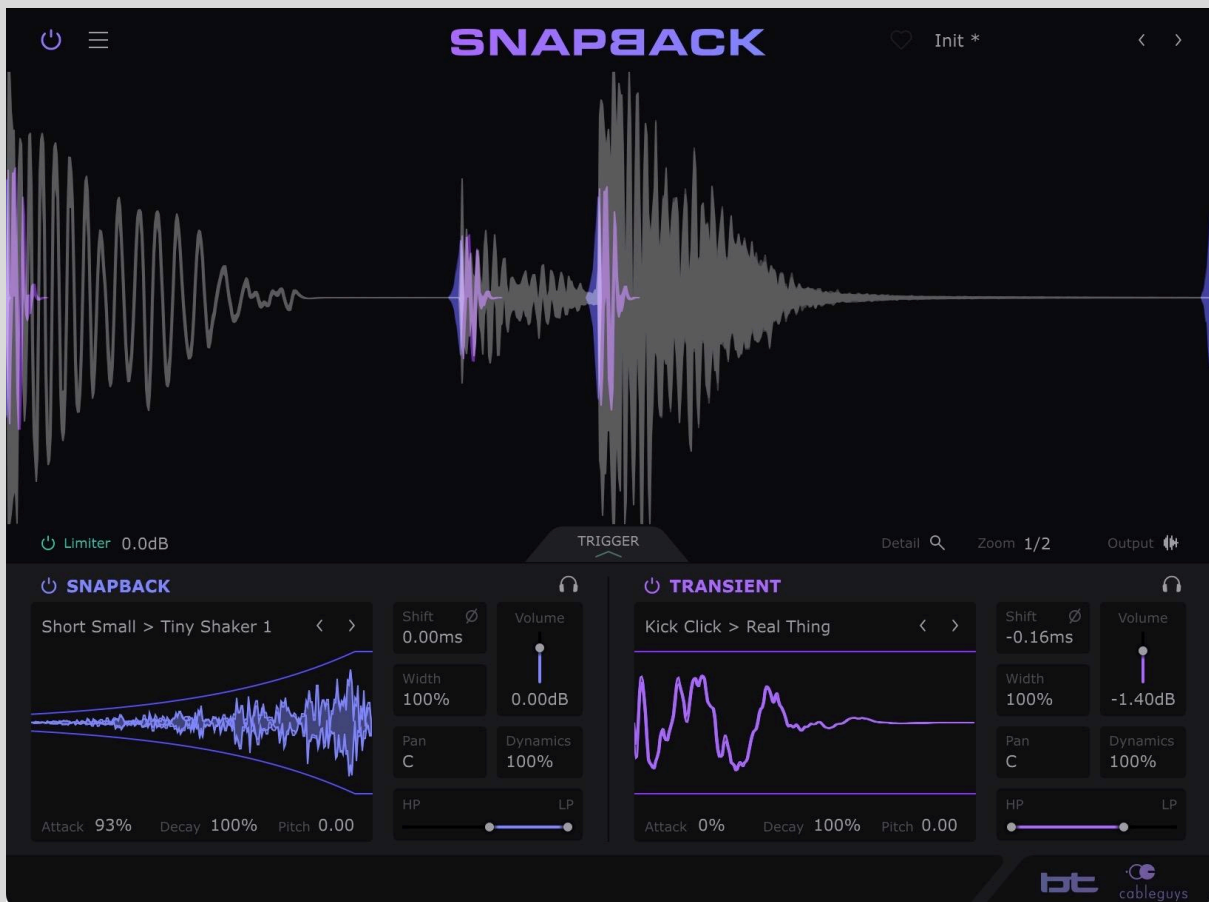 SNAPBACK
Init *
Limiter 0.0dB
TRIGGER
Detail
Zoom 1/2
Output
SNAPBACK
Short Small > Tiny Shaker 1
Attack 93% Decay 100% Pitch 0.00
Shift
0.00ms
Width
100%
Pan
C
Volume
0.00dB
Dynamics
100%
HP LP
TRANSIENT
Kick Click > Real Thing
Attack 0% Decay 100% Pitch 0.00
Shift
-0.16ms
Width
100%
Pan
C
Volume
-1.40dB
Dynamics
100%
HP LP
bt
cableguys